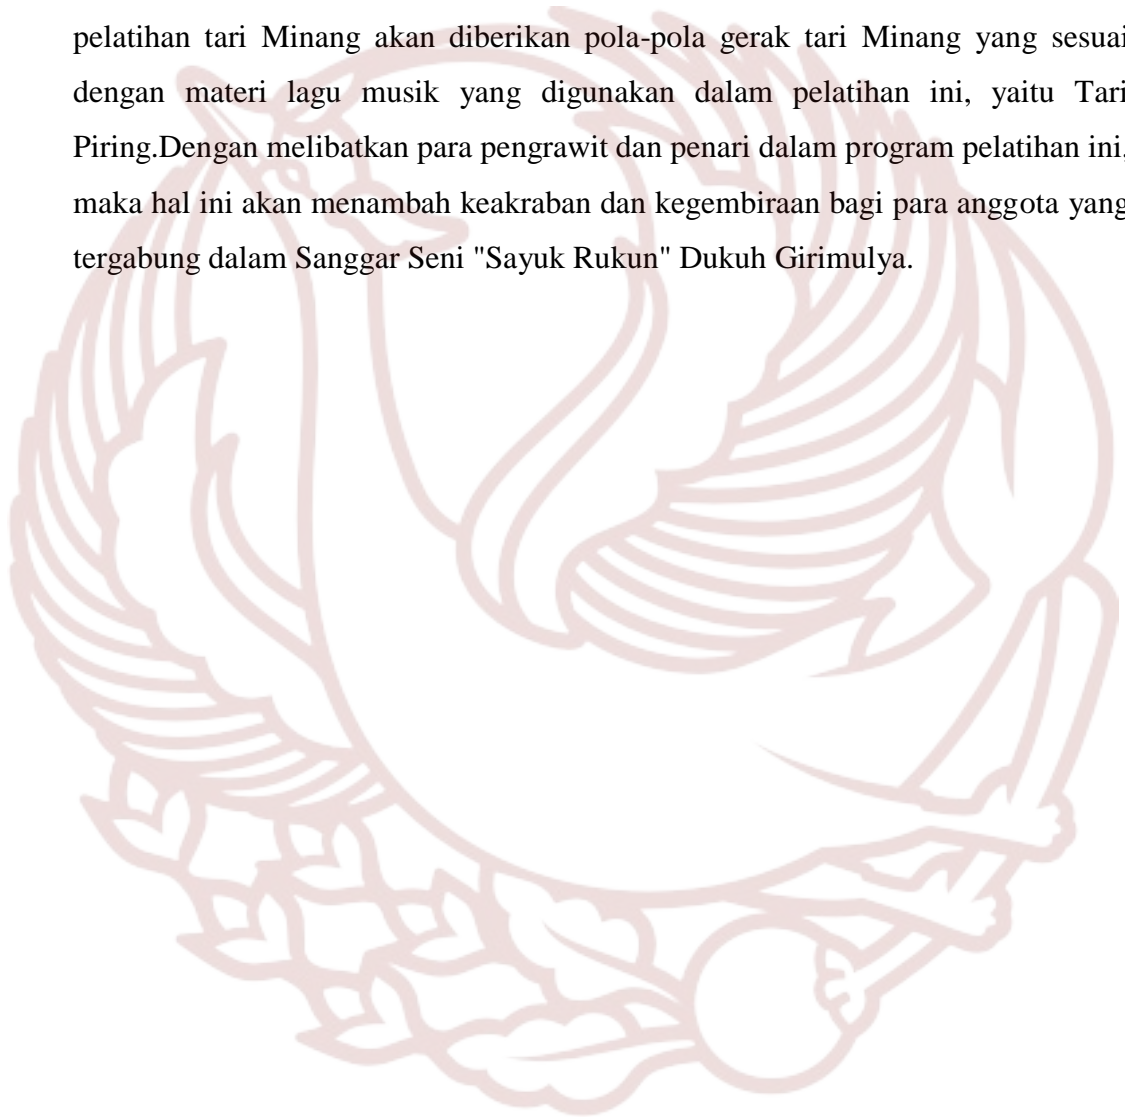 pelatihan tari Minang akan diberikan pola-pola gerak tari Minang yang sesuai
dengan materi lagu musik yang digunakan dalam pelatihan ini, yaitu Tari
Piring.Dengan melibatkan para pengrawit dan penari dalam program pelatihan ini,
maka hal ini akan menambah keakraban dan kegembiraan bagi para anggota yang
tergabung dalam Sanggar Seni "Sayuk Rukun" Dukuh Girimulya.